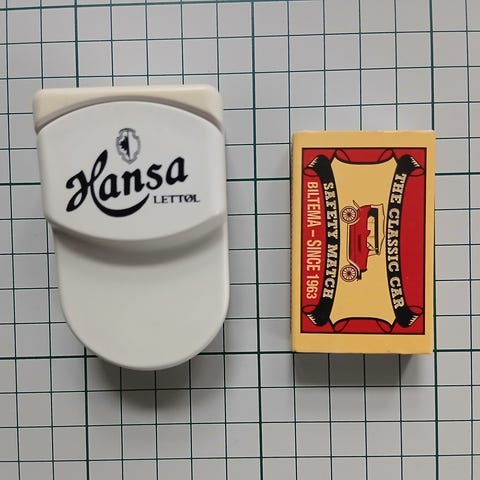 Hansa
LETTØL
THE CLASSIC CAR
SAFETY MATCH
BILTEMA – SINCE 1963